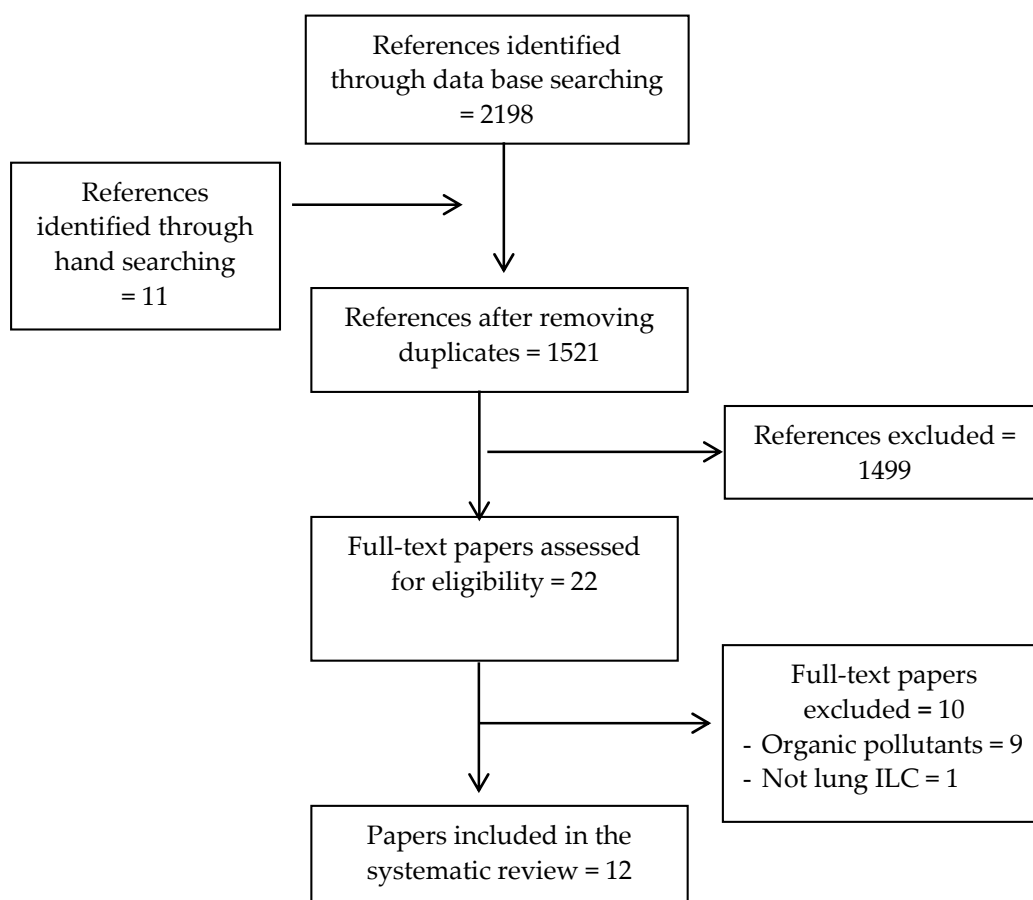 References identified
through data base searching
= 2198
References
identified through
hand searching
= 11
References after removing
duplicates = 1521
References excluded =
1499
Full-text papers assessed
for eligibility = 22
Full-text papers
excluded = 10
- Organic pollutants = 9
- Not lung ILC = 1
Papers included in the
systematic review = 12